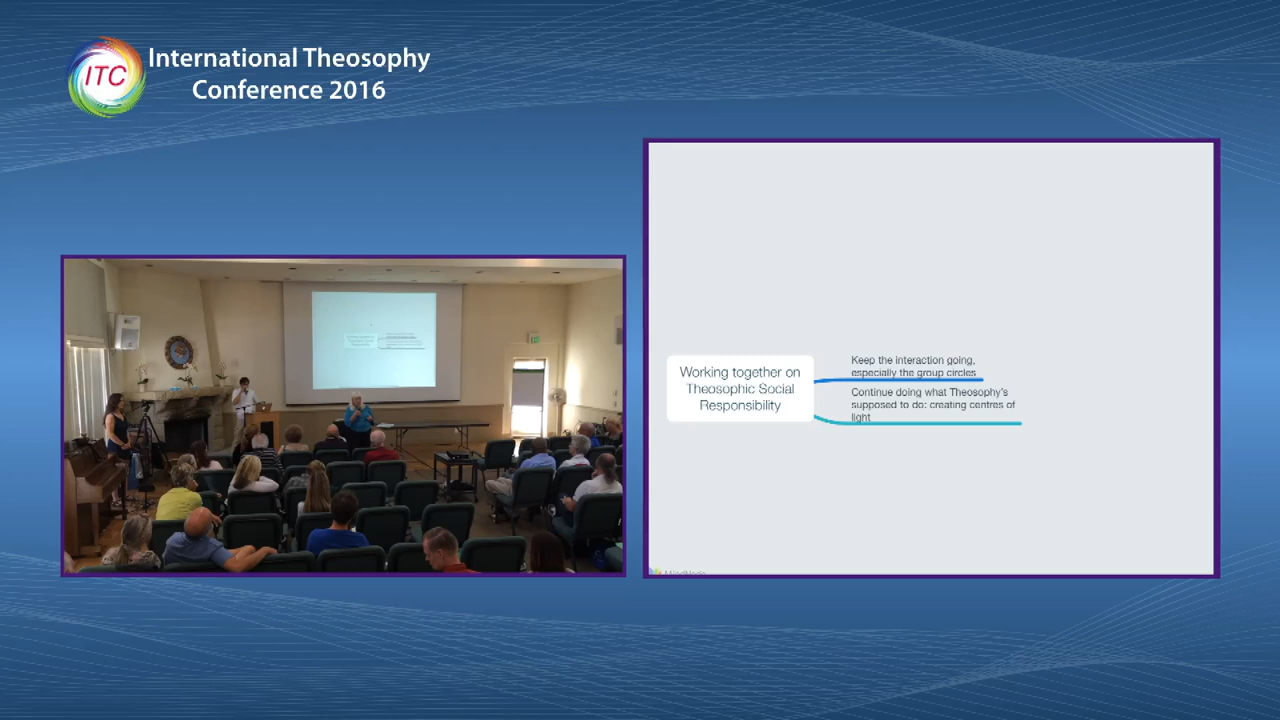 ITC
International Theosophy
Conference 2016
Working together on
Theosophic Social
Responsibility
Keep the interaction going,
especially the group circles
Continue doing what Theosophy's
supposed to do: creating centres of
light